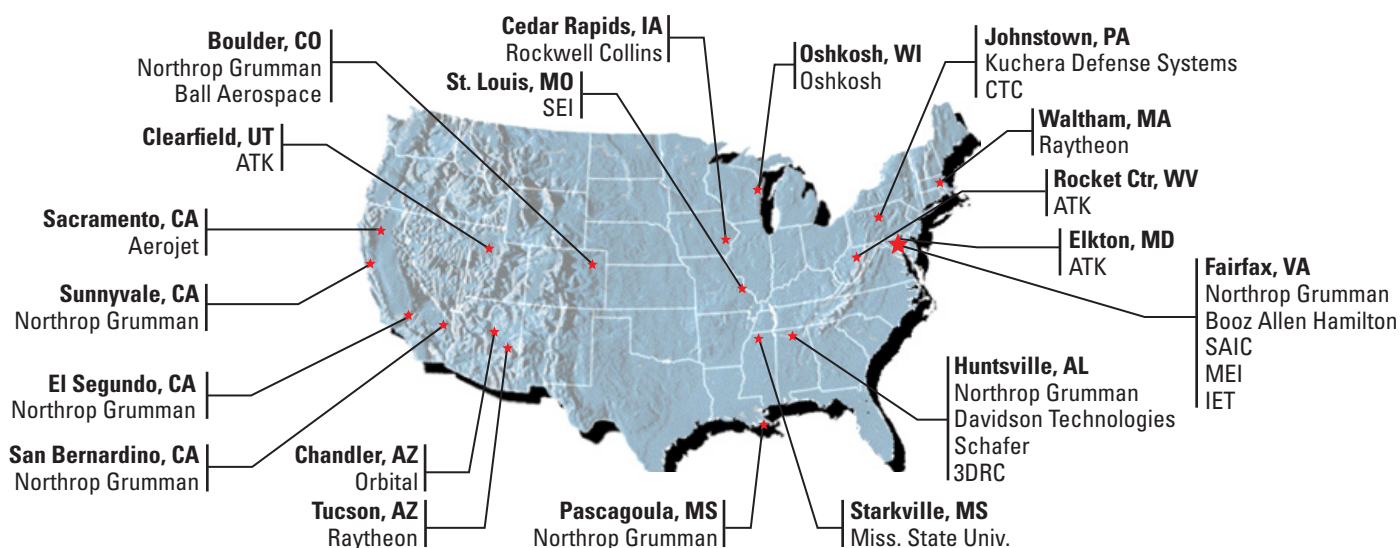 Boulder, CO
Northrop Grumman
Ball Aerospace
Cedar Rapids, IA
Rockwell Collins
St. Louis, MO
SEI
Oshkosh, WI
Oshkosh
Johnstown, PA
Kuchera Defense Systems
CTC
Clearfield, UT
ATK
Waltham, MA
Raytheon
Rocket Ctr, WV
ATK
Sacramento, CA
Aerojet
Elkton, MD
ATK
Sunnyvale, CA
Northrop Grumman
Fairfax, VA
Northrop Grumman
Booz Allen Hamilton
SAIC
MEI
IET
El Segundo, CA
Northrop Grumman
Huntsville, AL
Northrop Grumman
Davidson Technologies
Schafer
3DRC
San Bernardino, CA
Northrop Grumman
Chandler, AZ
Orbital
Tucson, AZ
Raytheon
Pascagoula, MS
Northrop Grumman
Starkville, MS
Miss. State Univ.